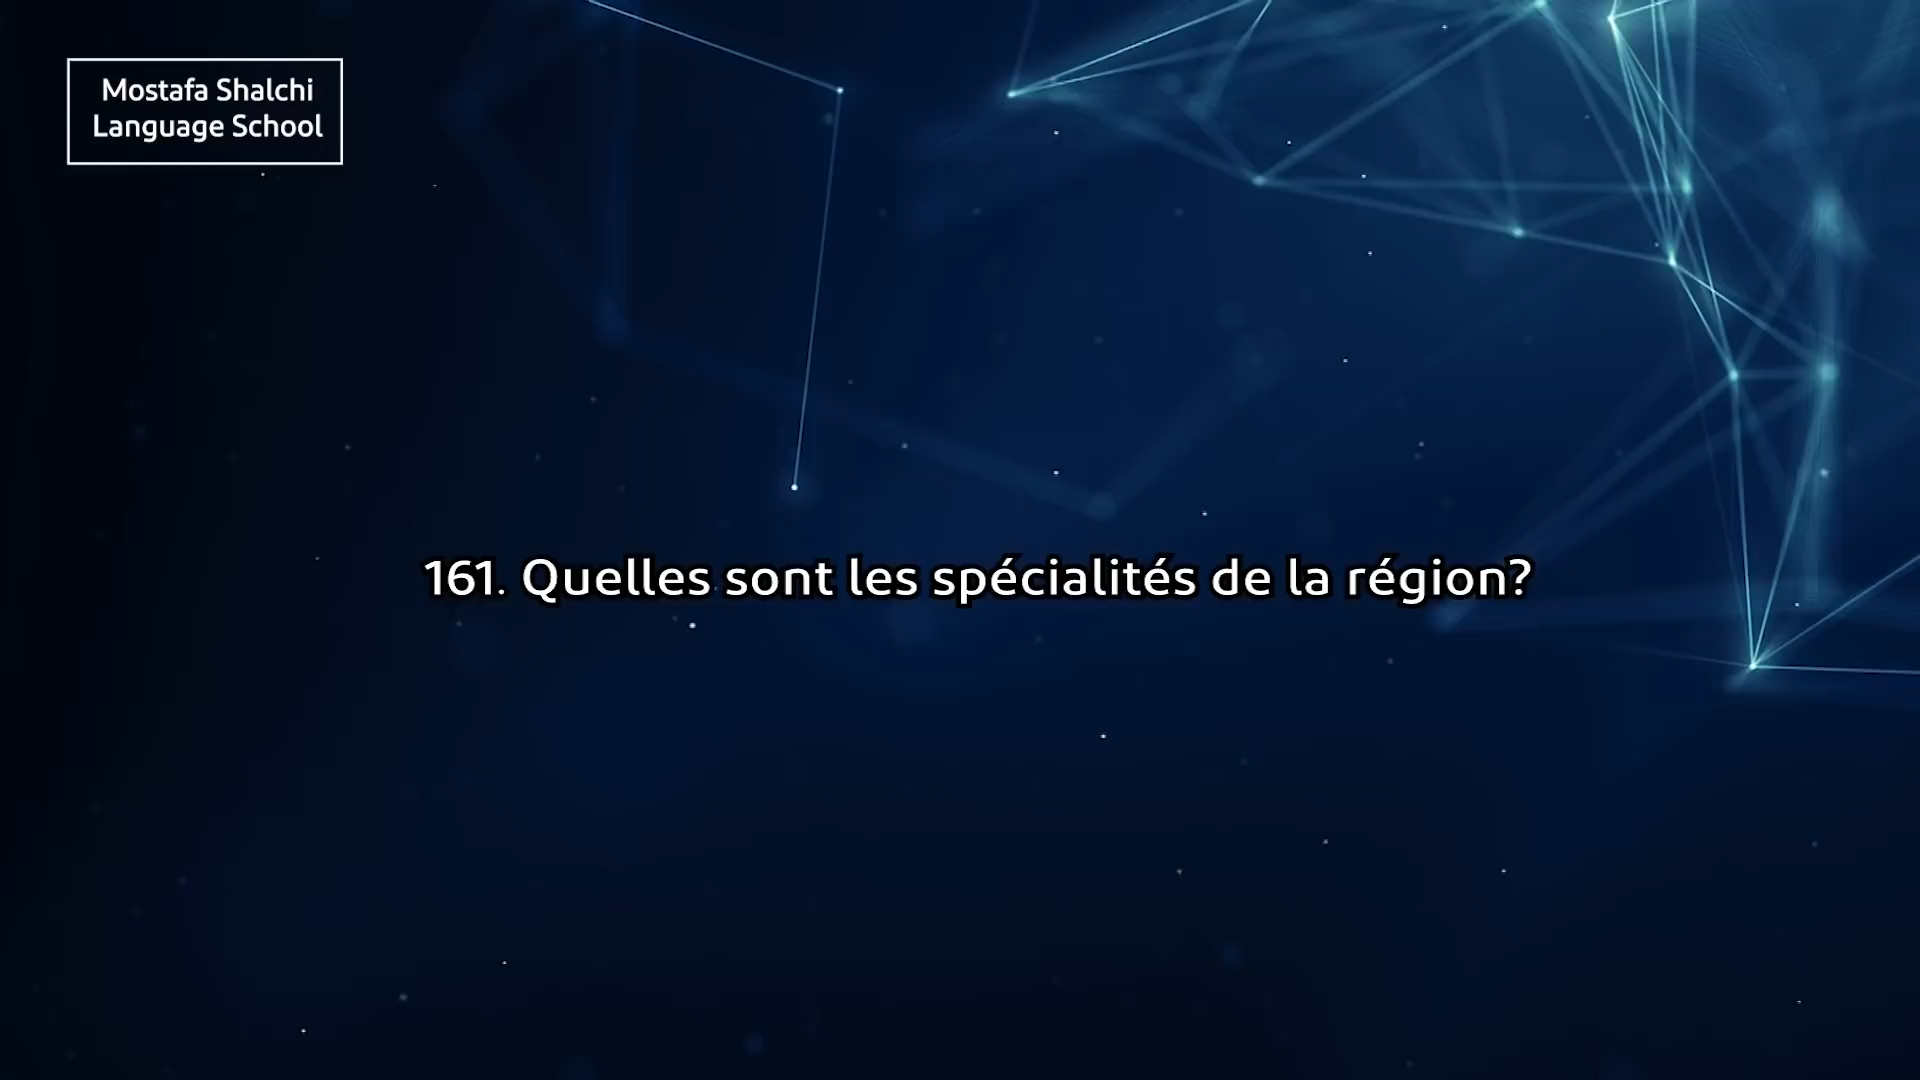 Mostafa Shalchi
Language School
161. Quelles sont les spécialités de la région?